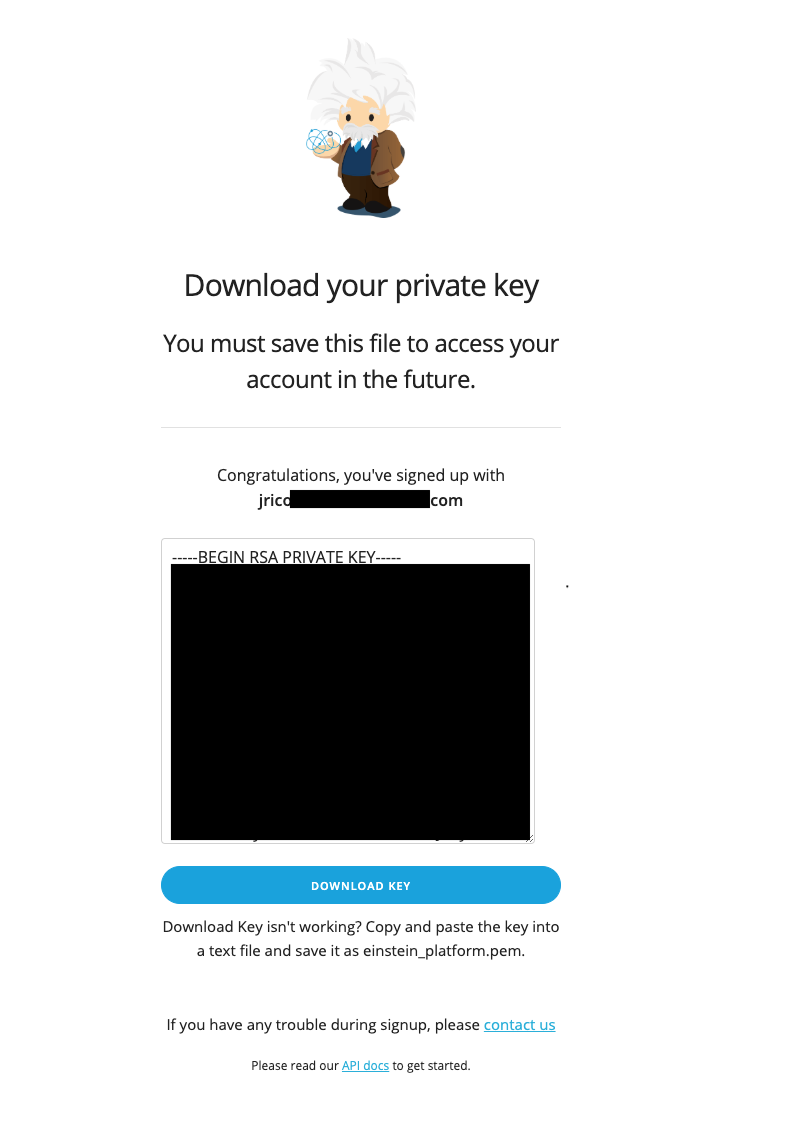 Download your private key
You must save this file to access your
account in the future.
Congratulations, you've signed up with
jrico com
-----BEGIN RSA PRIVATE KEY-----
DOWNLOAD KEY
Download Key isn't working? Copy and paste the key into
a text file and save it as einstein_platform.pem.
If you have any trouble during signup, please contact us
Please read our API docs to get started.